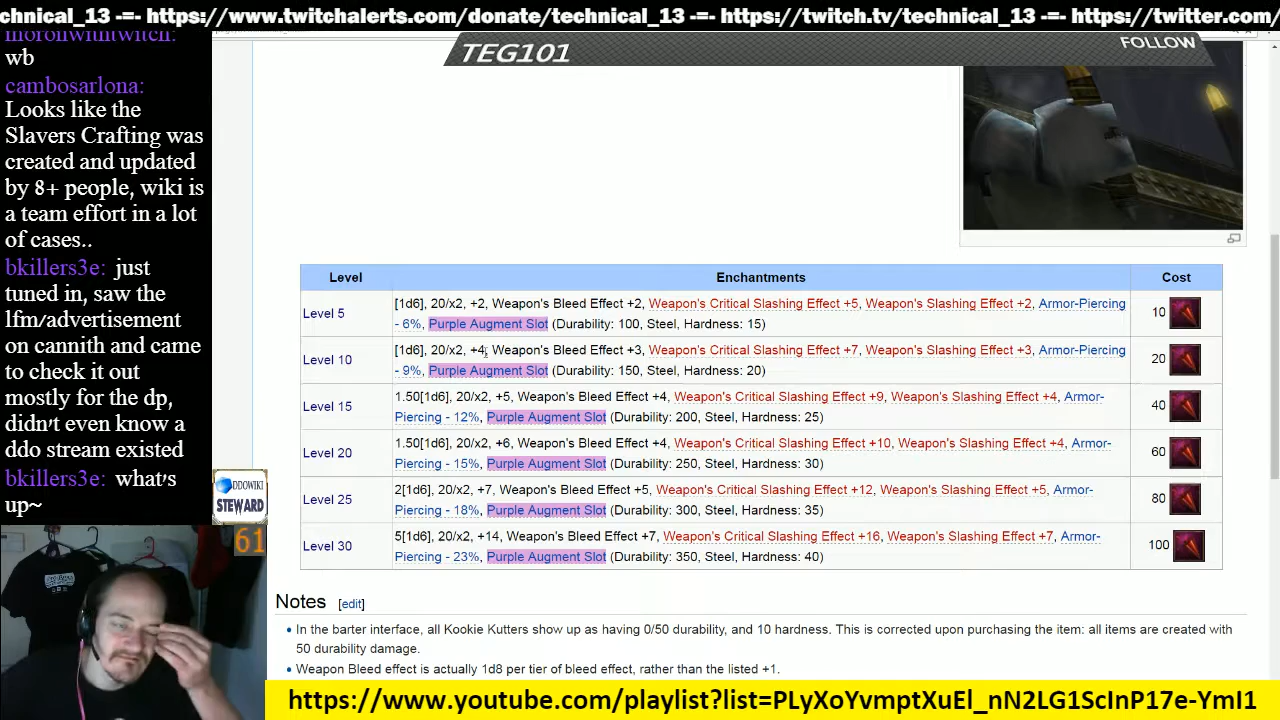 chnical_13 -=- https://www.twitchalerts.com/donate/technical_13 -=- https://twitch.tv/technical_13 -=- https://twitter.com/
moronwithtwitch:
wb
cambosarlona:
Looks like the
Slavers Crafting was
created and updated
by 8+ people, wiki is
a team effort in a lot
of cases..
bkillers3e: just
tuned in, saw the
lfm/advertisement
on cannith and came
to check it out
mostly for the dp,
didn't even know a
ddo stream existed
bkillers3e: what's
up~
TEG101
FOLLOW
Level Enchantments Cost
Level 5 [1d6], 20/x2, +2, Weapon's Bleed Effect +2, Weapon's Critical Slashing Effect +5, Weapon's Slashing Effect +2, Armor-Piercing 10
- 6%, Purple Augment Slot (Durability: 100, Steel, Hardness: 15)
Level 10 [1d6], 20/x2, +4, Weapon's Bleed Effect +3, Weapon's Critical Slashing Effect +7, Weapon's Slashing Effect +3, Armor-Piercing 20
- 9%, Purple Augment Slot (Durability: 150, Steel, Hardness: 20)
Level 15 1.50[1d6], 20/x2, +5, Weapon's Bleed Effect +4, Weapon's Critical Slashing Effect +9, Weapon's Slashing Effect +4, Armor- 40
Piercing - 12%, Purple Augment Slot (Durability: 200, Steel, Hardness: 25)
Level 20 1.50[1d6], 20/x2, +6, Weapon's Bleed Effect +4, Weapon's Critical Slashing Effect +10, Weapon's Slashing Effect +4, Armor- 60
Piercing - 15%, Purple Augment Slot (Durability: 250, Steel, Hardness: 30)
Level 25 2[1d6], 20/x2, +7, Weapon's Bleed Effect +5, Weapon's Critical Slashing Effect +12, Weapon's Slashing Effect +5, Armor- 80
Piercing - 18%, Purple Augment Slot (Durability: 300, Steel, Hardness: 35)
Level 30 5[1d6], 20/x2, +14, Weapon's Bleed Effect +7, Weapon's Critical Slashing Effect +16, Weapon's Slashing Effect +7, Armor- 100
Piercing - 23%, Purple Augment Slot (Durability: 350, Steel, Hardness: 40)
DDOWIKI
STEWARD
61
Notes [edit]
In the barter interface, all Kookie Kutters show up as having 0/50 durability, and 10 hardness. This is corrected upon purchasing the item: all items are created with
50 durability damage.
Weapon Bleed effect is actually 1d8 per tier of bleed effect, rather than the listed +1.
https://www.youtube.com/playlist?list=PLyXoYvmptXuEl_nN2LG1ScInP17e-YmI1